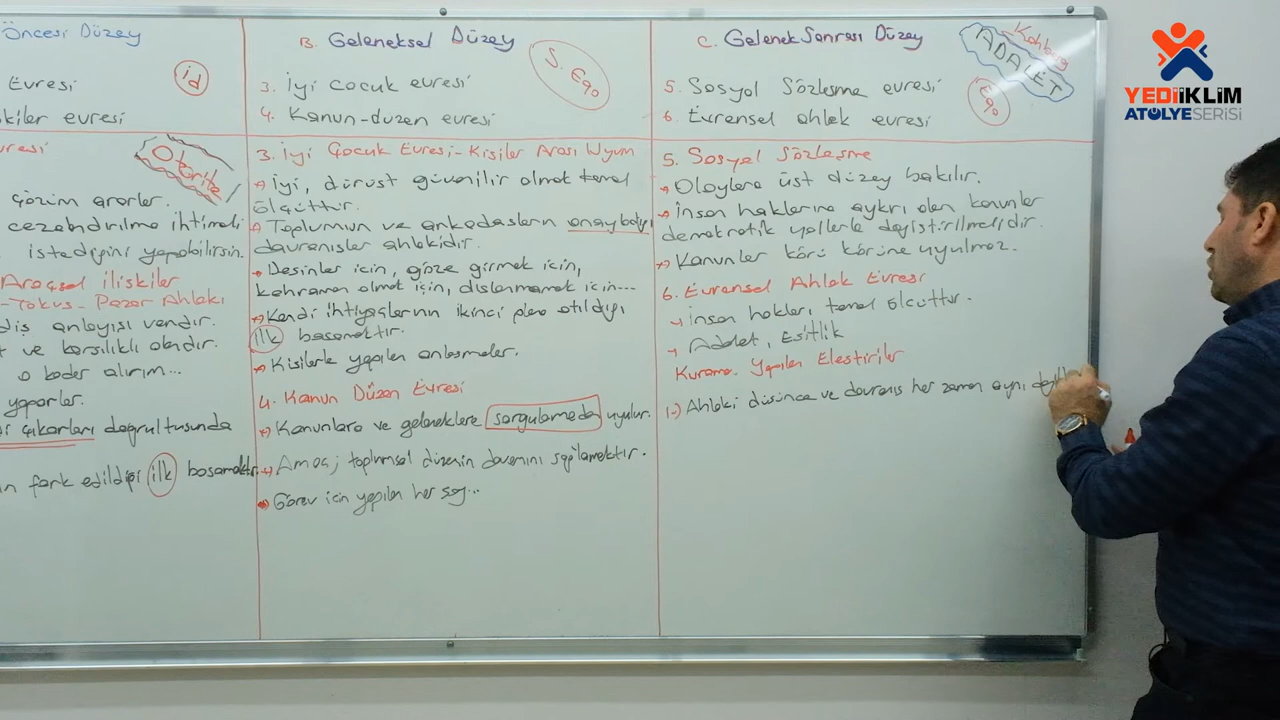 Öncesi Düzey
Evresi
id
kiler evresi
Otorite
çözüm ararlar.
cezalandırılma ihtimali
istediğini yapabilirsin.
Araçsal ilişkiler
-Tokuş- Pazar Ahlakı
diş anlayışı vardır.
ve karşılıklı olandır.
o kadar alırım...
yaparlar.
çıkarları doğrultusunda
fark edildiği ilk basamaktır.
B. Geleneksel Düzey
S. Ego
3. İyi çocuk evresi
4. Kanun-düzen evresi
3. İyi Çocuk Evresi-Kişiler Arası Uyum
İyi, dürüst güvenilir olmak temel
ölçüttür.
Toplumun ve arkadaşların onayladığı
davranışlar ahlakidir.
Desinler için, göze girmek için,
kahraman olmak için, dışlanmamak için...
Kendi ihtiyaçlarının ikinci plana atıldığı
ilk basamaktır.
Kişilerle yapılan anlaşmalar.
4. Kanun Düzen Evresi
Kanunlara ve geleneklere sorgulamadan uyulur.
Amaç toplumsal düzenin devamını sağlamaktır.
Görev için yapılan her şey...
C. Gelenek Sonrası Düzey
Kohlberg
ADALET
5. Sosyal Sözleşme evresi
6. Evrensel ahlak evresi
Ego
5. Sosyal Sözleşme
Olaylara üst düzey bakılır.
İnsan haklarına aykırı olan kanunlar
demokratik yollarla değiştirilmelidir.
Kanunlar körü körüne uyulmaz.
6. Evrensel Ahlak Evresi
İnsan hakları temel ölçüttür.
Adalet, Eşitlik
Kurama Yapılan Eleştiriler
1-) Ahlaki düşünce ve davranış her zaman aynı değil
YEDİİKLİM
ATÖLYESERİSİ